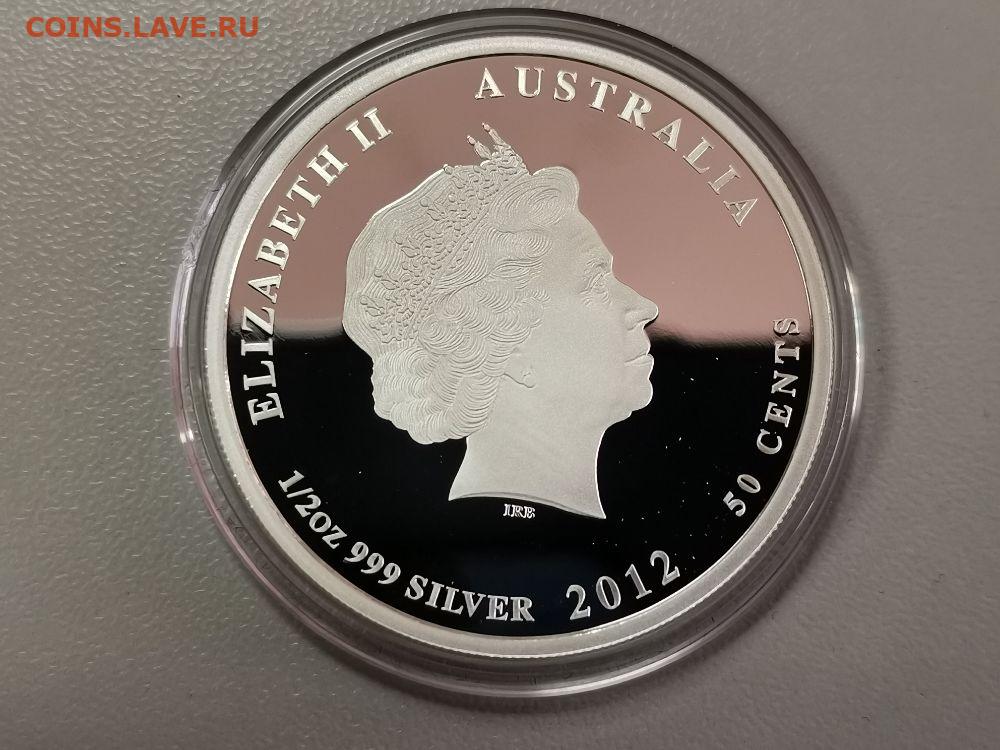 COINS.LAVE.RU
ELIZABETH II
AUSTRALIA
50 CENTS
1/2OZ 999 SILVER
2012
IRB